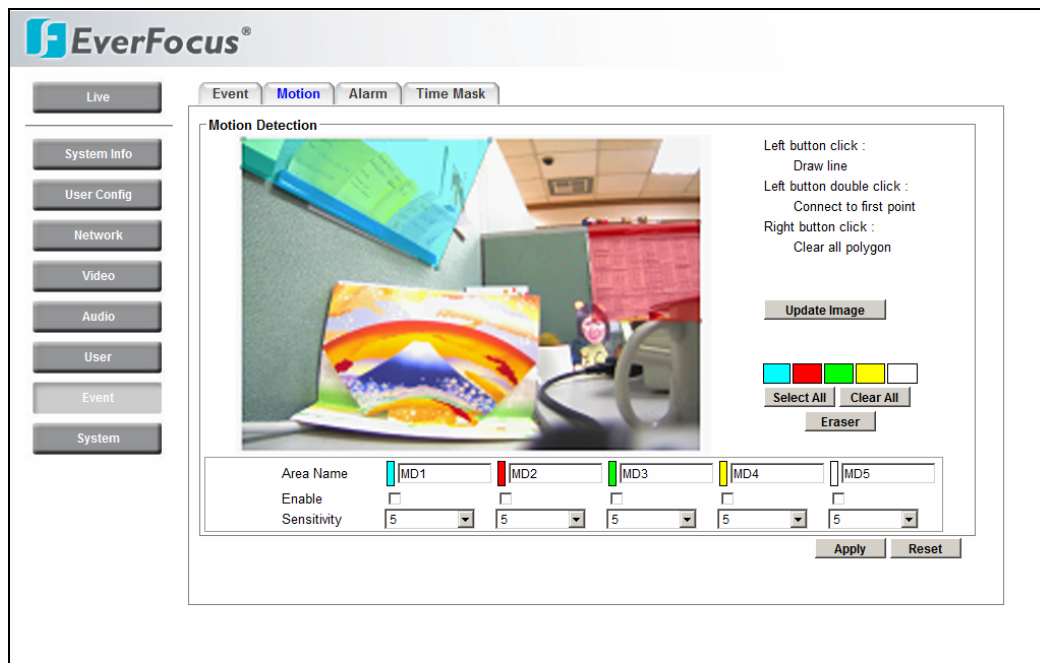 EverFocus®
Live
System Info
User Config
Network
Video
Audio
User
Event
System
Event Motion Alarm Time Mask
Motion Detection
Left button click :
Draw line
Left button double click :
Connect to first point
Right button click :
Clear all polygon
Update Image
Select All Clear All
Eraser
Area Name MD1 MD2 MD3 MD4 MD5
Enable
Sensitivity 5 5 5 5 5
Apply Reset